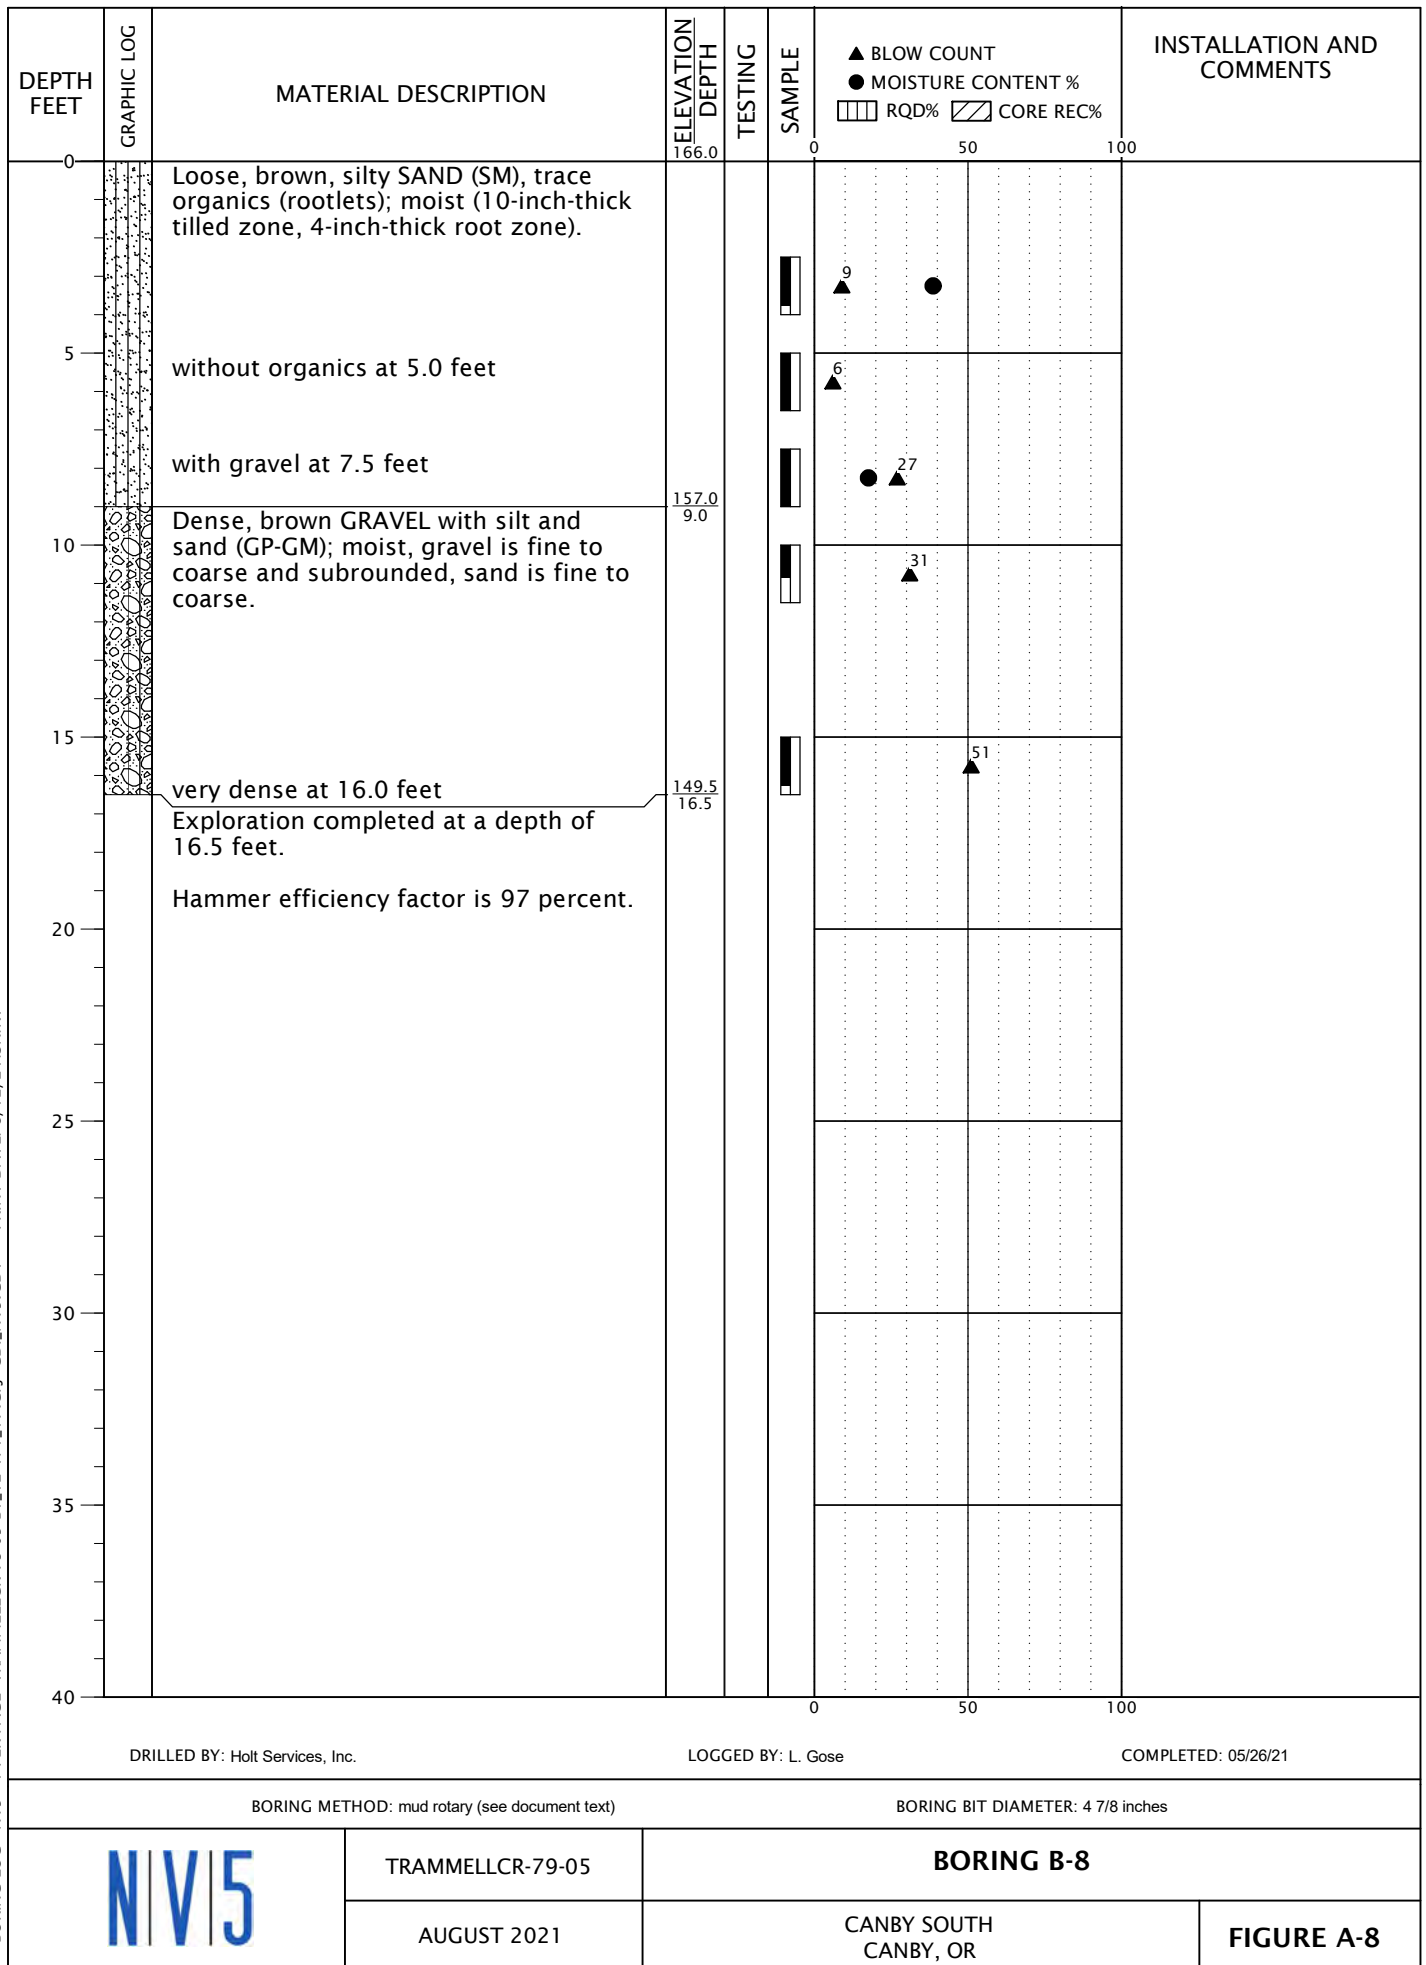 DEPTH
FEET
GRAPHIC LOG
MATERIAL DESCRIPTION
ELEVATION
DEPTH
TESTING
SAMPLE
▲ BLOW COUNT
● MOISTURE CONTENT %
RQD% CORE REC%
INSTALLATION AND
COMMENTS
166.0
0 50 100
0
Loose, brown, silty SAND (SM), trace
organics (rootlets); moist (10-inch-thick
tilled zone, 4-inch-thick root zone).
9
5
without organics at 5.0 feet
6
with gravel at 7.5 feet
27
157.0
9.0
Dense, brown GRAVEL with silt and
sand (GP-GM); moist, gravel is fine to
coarse and subrounded, sand is fine to
coarse.
10
31
15
51
very dense at 16.0 feet
149.5
16.5
Exploration completed at a depth of
16.5 feet.
Hammer efficiency factor is 97 percent.
20
25
30
35
40
0 50 100
DRILLED BY: Holt Services, Inc.
LOGGED BY: L. Gose
COMPLETED: 05/26/21
BORING METHOD: mud rotary (see document text)
BORING BIT DIAMETER: 4 7/8 inches
N|V|5
TRAMMELLCR-79-05
BORING B-8
AUGUST 2021
CANBY SOUTH
CANBY, OR
FIGURE A-8